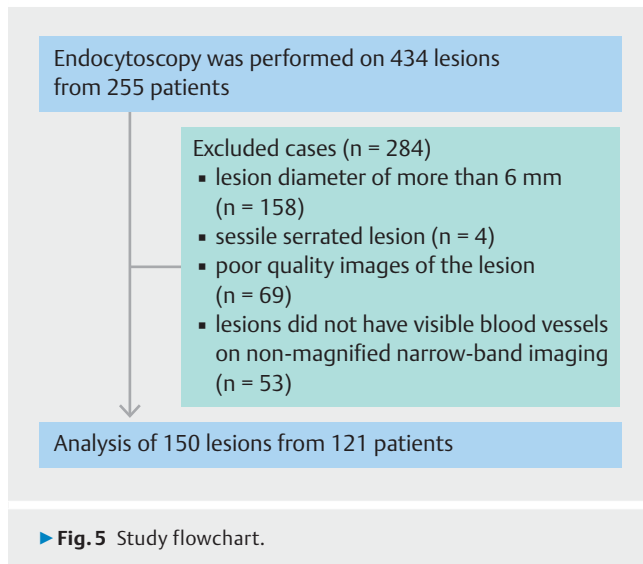 Endocytoscopy was performed on 434 lesions
from 255 patients
Excluded cases (n = 284)
▪ lesion diameter of more than 6 mm
(n = 158)
▪ sessile serrated lesion (n = 4)
▪ poor quality images of the lesion
(n = 69)
▪ lesions did not have visible blood vessels
on non-magnified narrow-band imaging
(n = 53)
Analysis of 150 lesions from 121 patients
▶ Fig. 5 Study flowchart.